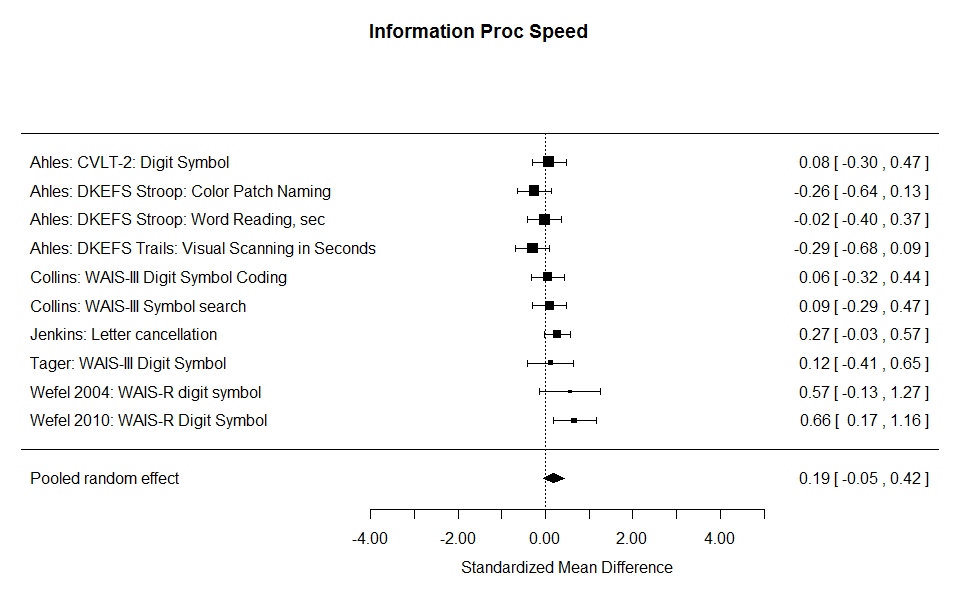 Information Proc Speed
Ahles: CVLT-2: Digit Symbol 0.08 [ -0.30 , 0.47 ]
Ahles: DKEFS Stroop: Color Patch Naming -0.26 [ -0.64 , 0.13 ]
Ahles: DKEFS Stroop: Word Reading, sec -0.02 [ -0.40 , 0.37 ]
Ahles: DKEFS Trails: Visual Scanning in Seconds -0.29 [ -0.68 , 0.09 ]
Collins: WAIS-III Digit Symbol Coding 0.06 [ -0.32 , 0.44 ]
Collins: WAIS-III Symbol search 0.09 [ -0.29 , 0.47 ]
Jenkins: Letter cancellation 0.27 [ -0.03 , 0.57 ]
Tager: WAIS-III Digit Symbol 0.12 [ -0.41 , 0.65 ]
Wefel 2004: WAIS-R digit symbol 0.57 [ -0.13 , 1.27 ]
Wefel 2010: WAIS-R Digit Symbol 0.66 [ 0.17 , 1.16 ]
Pooled random effect 0.19 [ -0.05 , 0.42 ]
-4.00 -2.00 0.00 2.00 4.00
Standardized Mean Difference